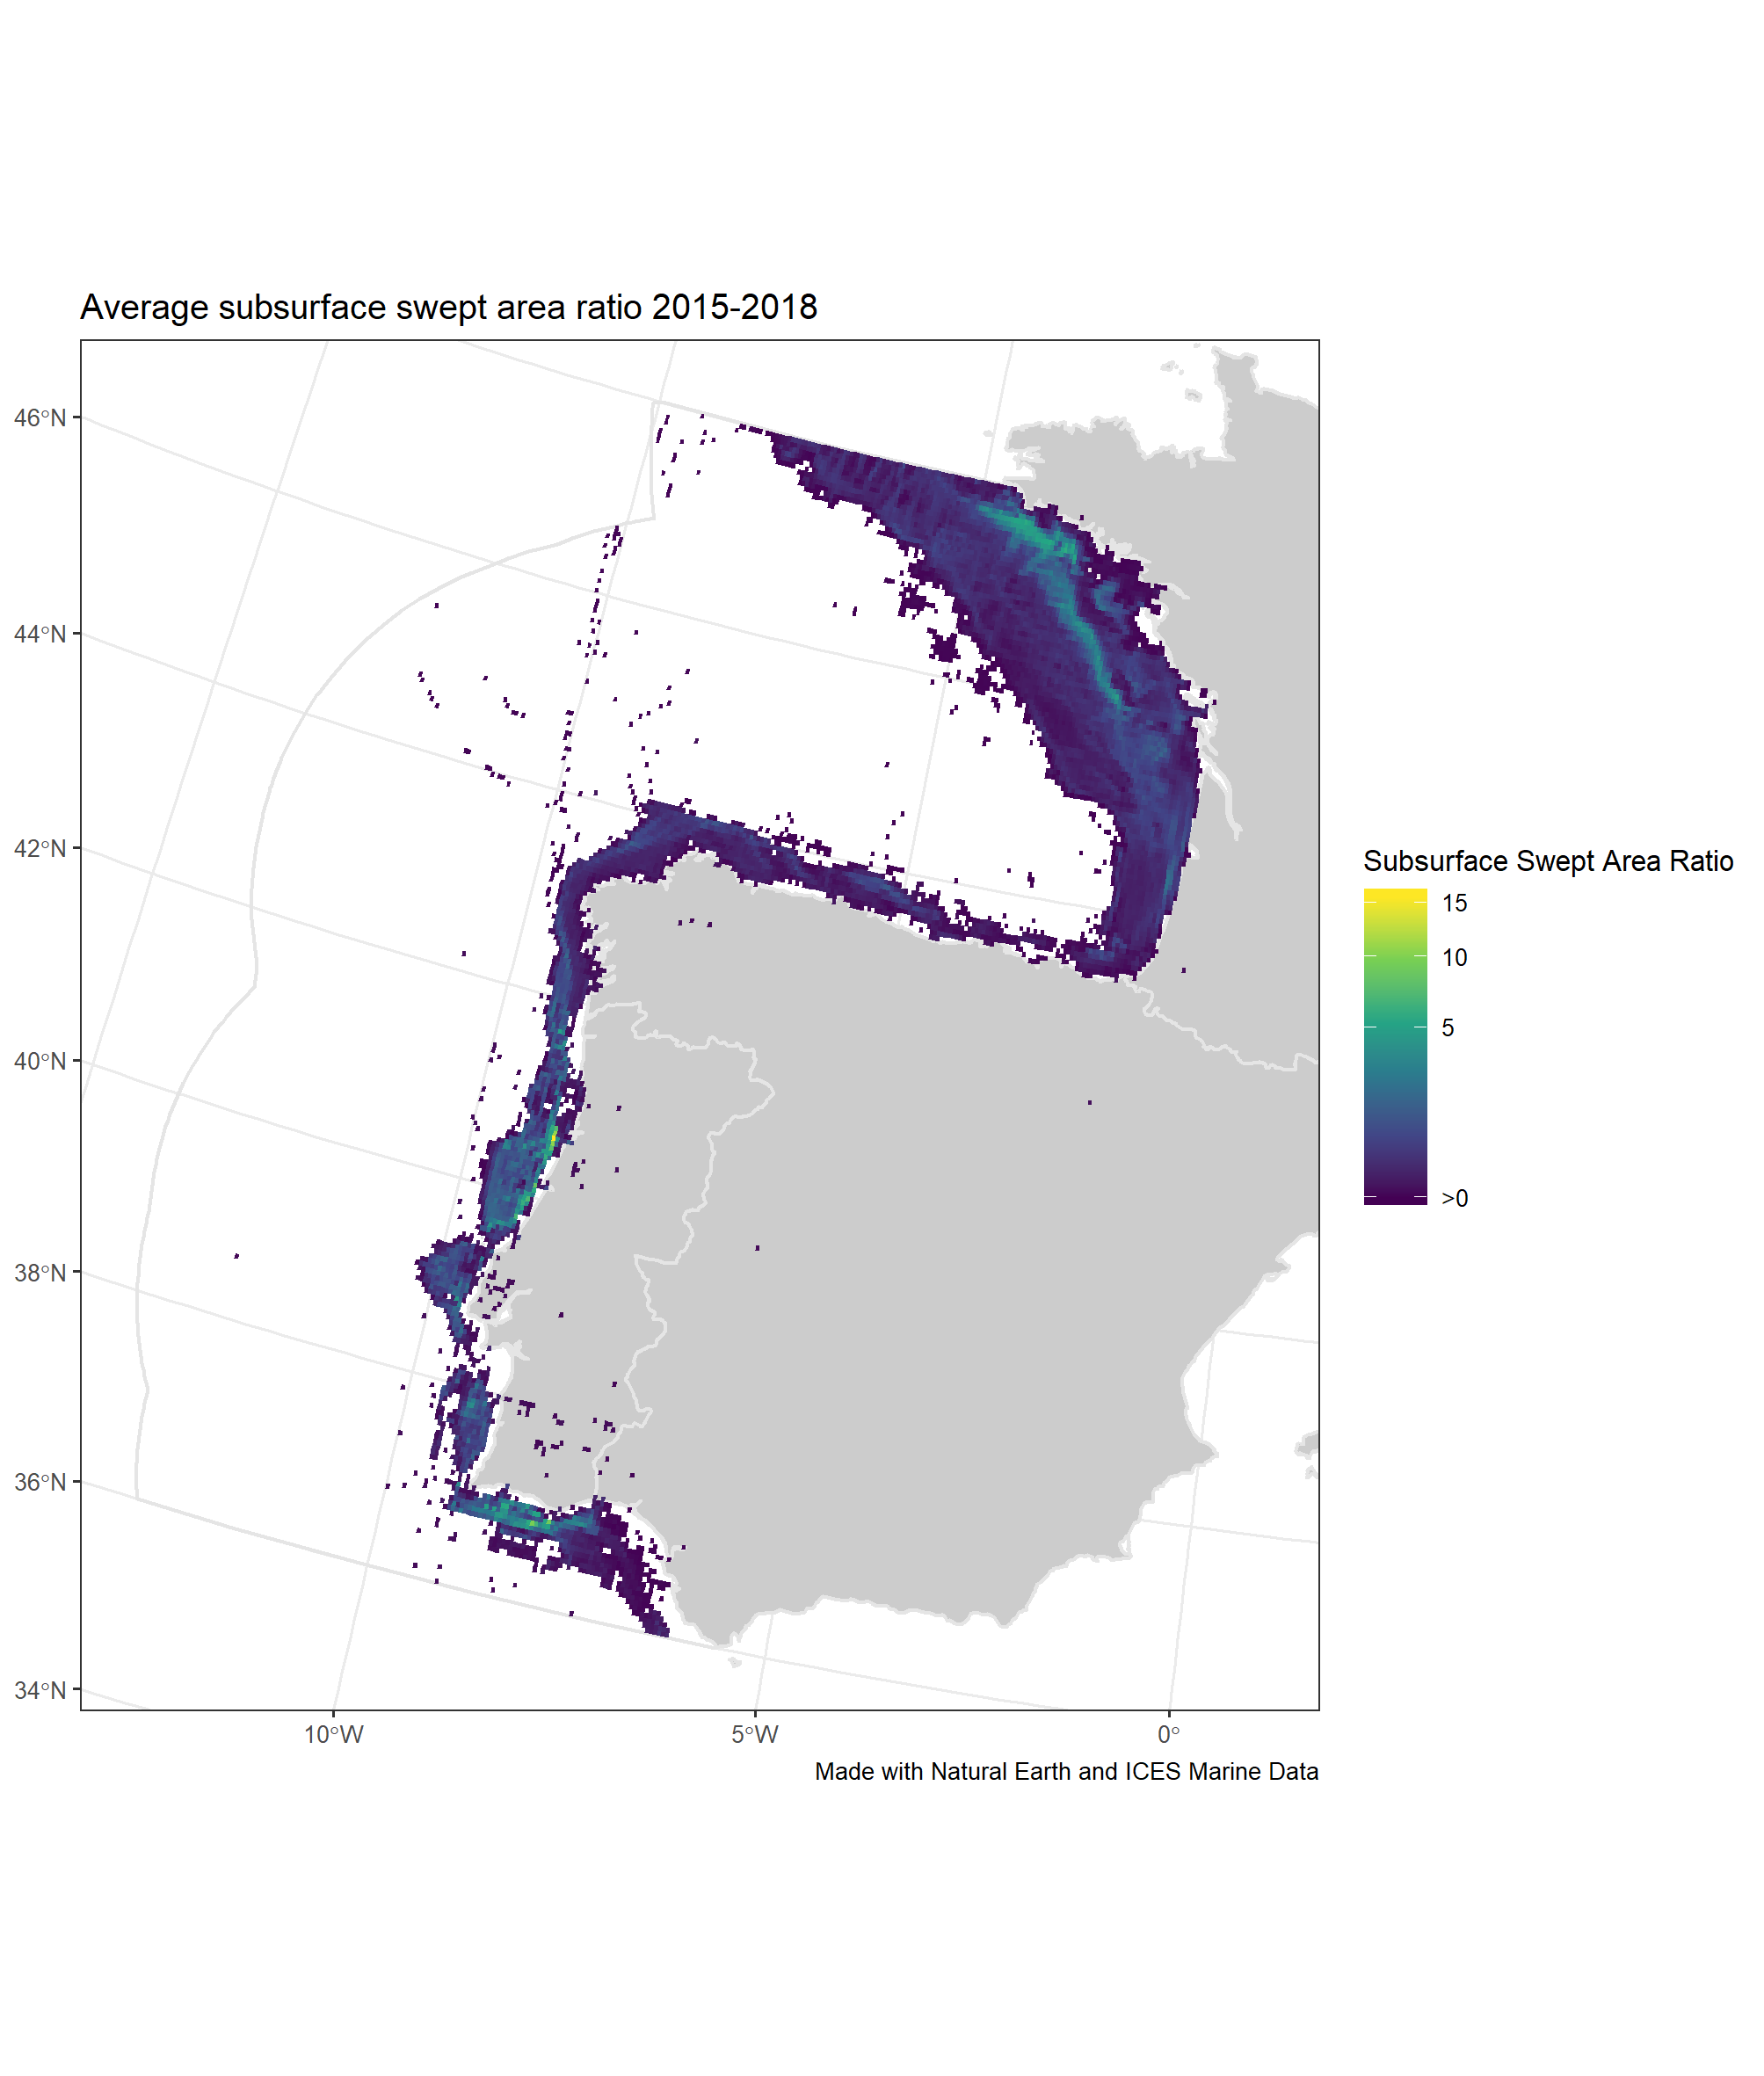 Average subsurface swept area ratio 2015-2018
46°N
44°N
42°N
40°N
38°N
36°N
34°N
10°W
5°W
0°
Subsurface Swept Area Ratio
15
10
5
>0
Made with Natural Earth and ICES Marine Data